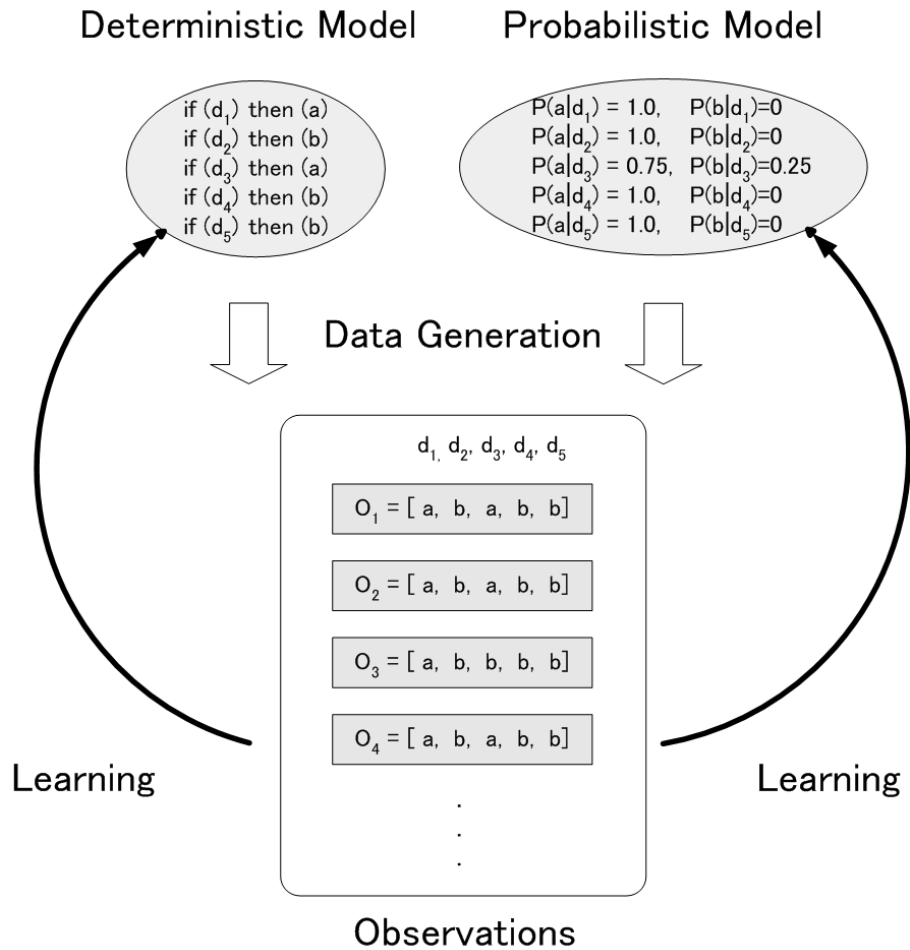 Deterministic Model
Probabilistic Model
if (d₁) then (a)
if (d₂) then (b)
if (d₃) then (a)
if (d₄) then (b)
if (d₅) then (b)
P(a|d₁) = 1.0, P(b|d₁)=0
P(a|d₂) = 1.0, P(b|d₂)=0
P(a|d₃) = 0.75, P(b|d₃)=0.25
P(a|d₄) = 1.0, P(b|d₄)=0
P(a|d₅) = 1.0, P(b|d₅)=0
Data Generation
d₁, d₂, d₃, d₄, d₅
O₁ = [ a, b, a, b, b]
O₂ = [ a, b, a, b, b]
O₃ = [ a, b, b, b, b]
O₄ = [ a, b, a, b, b]
.
.
.
Learning
Learning
Observations